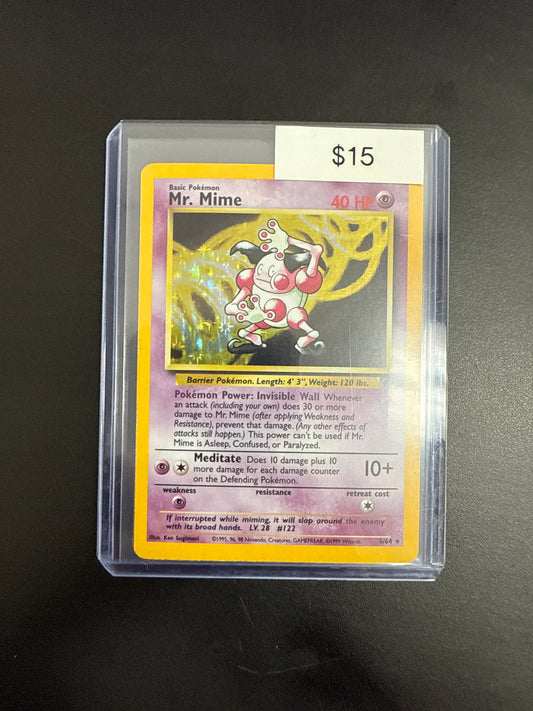 $15
Basic Pokémon
Mr. Mime
40 HP
Barrier Pokémon. Length: 4' 3", Weight: 120 lbs.
Pokémon Power: Invisible Wall Whenever
an attack (including your own) does 30 or more
damage to Mr. Mime (after applying Weakness and
Resistance), prevent that damage. (Any other effects of
attacks still happen.) This power can't be used if Mr.
Mime is Asleep, Confused, or Paralyzed.
Meditate Does 10 damage plus 10
more damage for each damage counter
on the Defending Pokémon.
10+
weakness resistance retreat cost
If interrupted while miming, it will slap around the enemy
with its broad hands. LV. 28 #122
Illus. Ken Sugimori ©1995, 96, 98 Nintendo, Creatures, GAMEFREAK. ©1999 Wizards. 6/64 ★